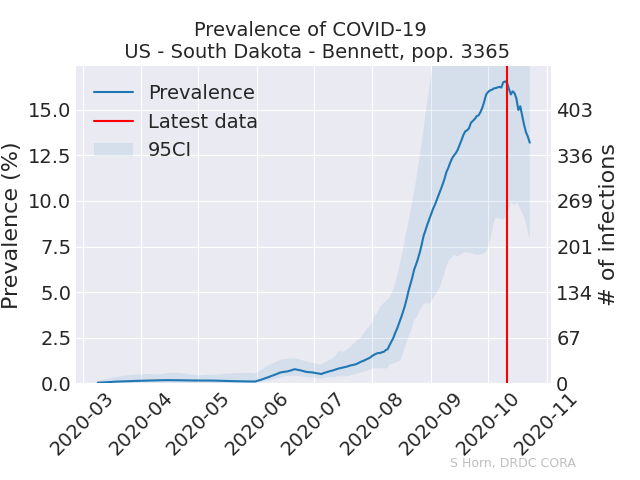 Prevalence of COVID-19
US - South Dakota - Bennett, pop. 3365
Prevalence
Latest data
95CI
Prevalence (%)
15.0
12.5
10.0
7.5
5.0
2.5
0.0
403
336
269
201
134
67
0
# of infections
2020-03
2020-04
2020-05
2020-06
2020-07
2020-08
2020-09
2020-10
2020-11
S Horn, DRDC CORA